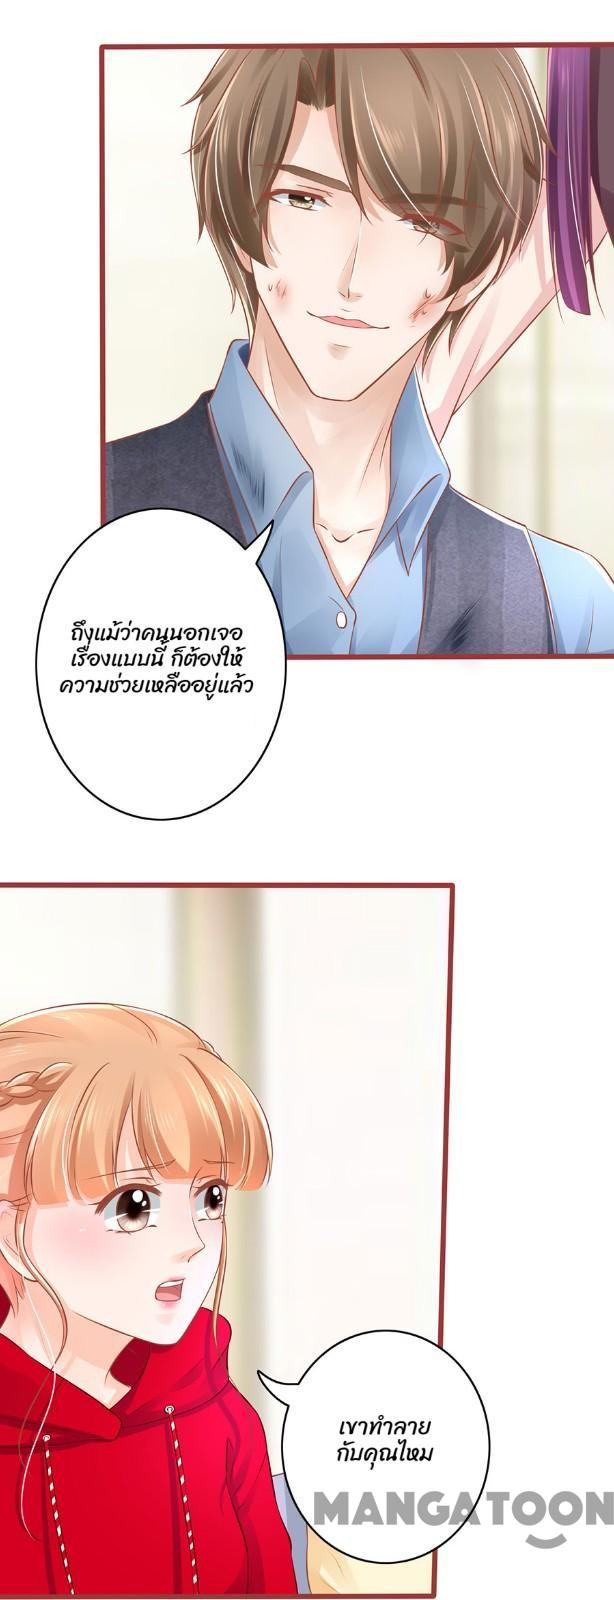 ถึงแม้ว่าคนนอกเจอ
เรื่องแบบนี้ ก็ต้องให้
ความช่วยเหลืออยู่แล้ว
เขาทำลาย
กับคุณไหม
MANGATOON